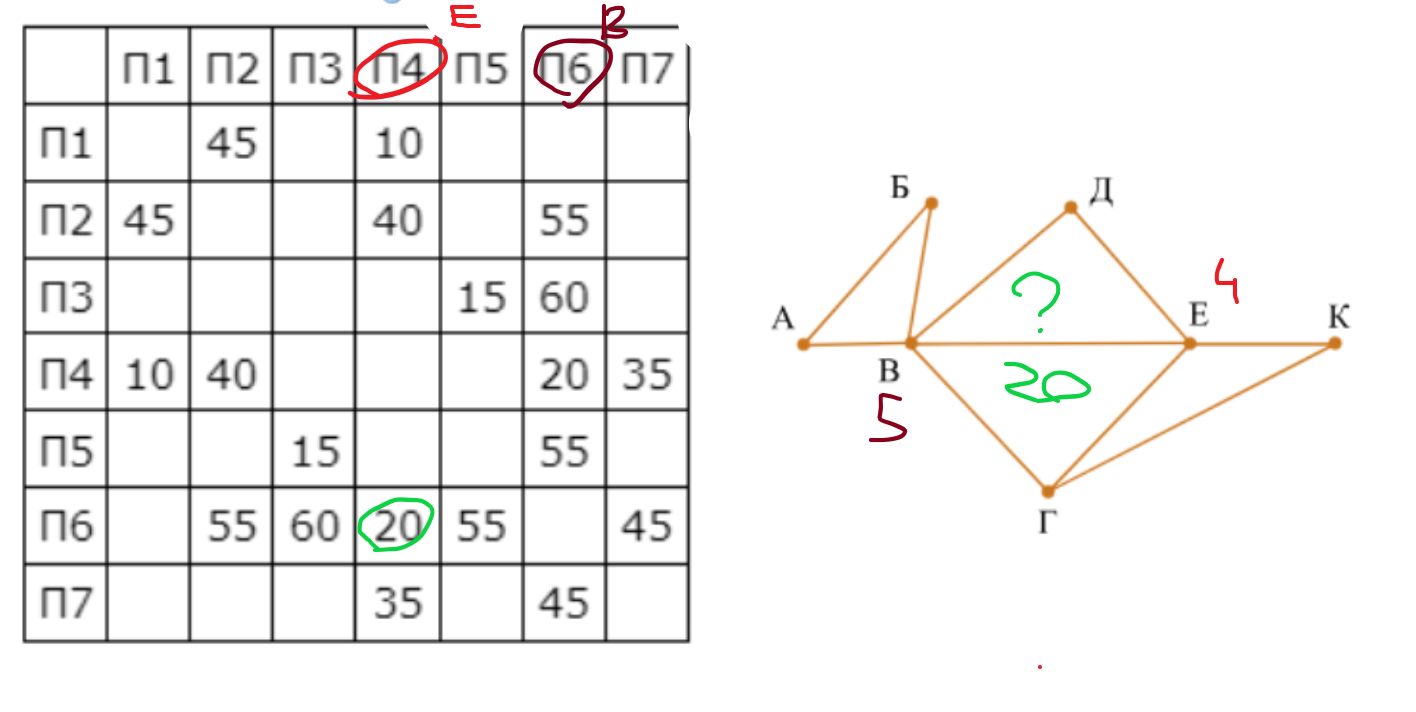 Е В
П1 П2 П3 П4 П5 П6 П7
П1 45 10
П2 45 40 55
П3 15 60
П4 10 40 20 35
П5 15 55
П6 55 60 20 55 45
П7 35 45
Б Д
? 4
А Е К
В 20
5
Г